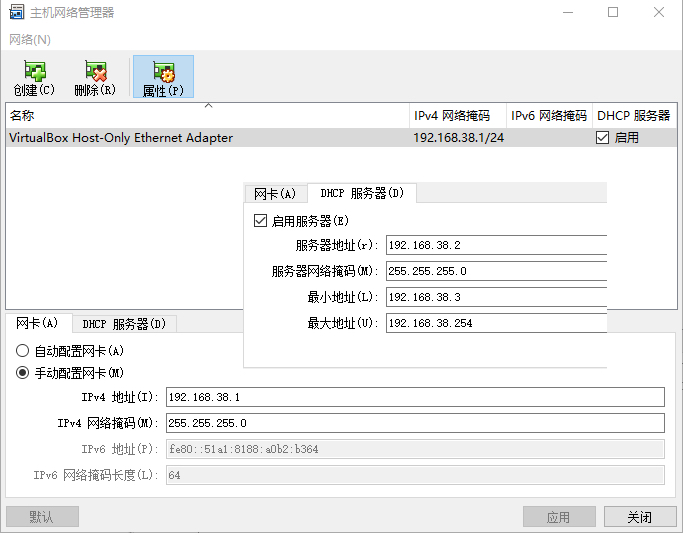 主机网络管理器
网络(N)
创建(C) 删除(R) 属性(P)
名称 IPv4 网络掩码 IPv6 网络掩码 DHCP 服务器
VirtualBox Host-Only Ethernet Adapter 192.168.38.1/24 启用
网卡(A) DHCP 服务器(D)
启用服务器(E)
服务器地址(r): 192.168.38.2
服务器网络掩码(M): 255.255.255.0
最小地址(L): 192.168.38.3
最大地址(U): 192.168.38.254
网卡(A) DHCP 服务器(D)
自动配置网卡(A)
手动配置网卡(M)
IPv4 地址(I): 192.168.38.1
IPv4 网络掩码(M): 255.255.255.0
IPv6 地址(P): fe80::51a1:8188:a0b2:b364
IPv6 网络掩码长度(L): 64
默认 应用 关闭